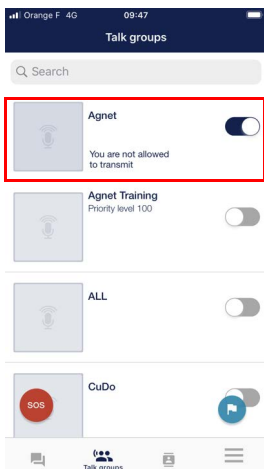 Orange F 4G 09:47
Talk groups
Search
Agnet
You are not allowed
to transmit
Agnet Training
Priority level 100
ALL
CuDo
SOS
Talk groups